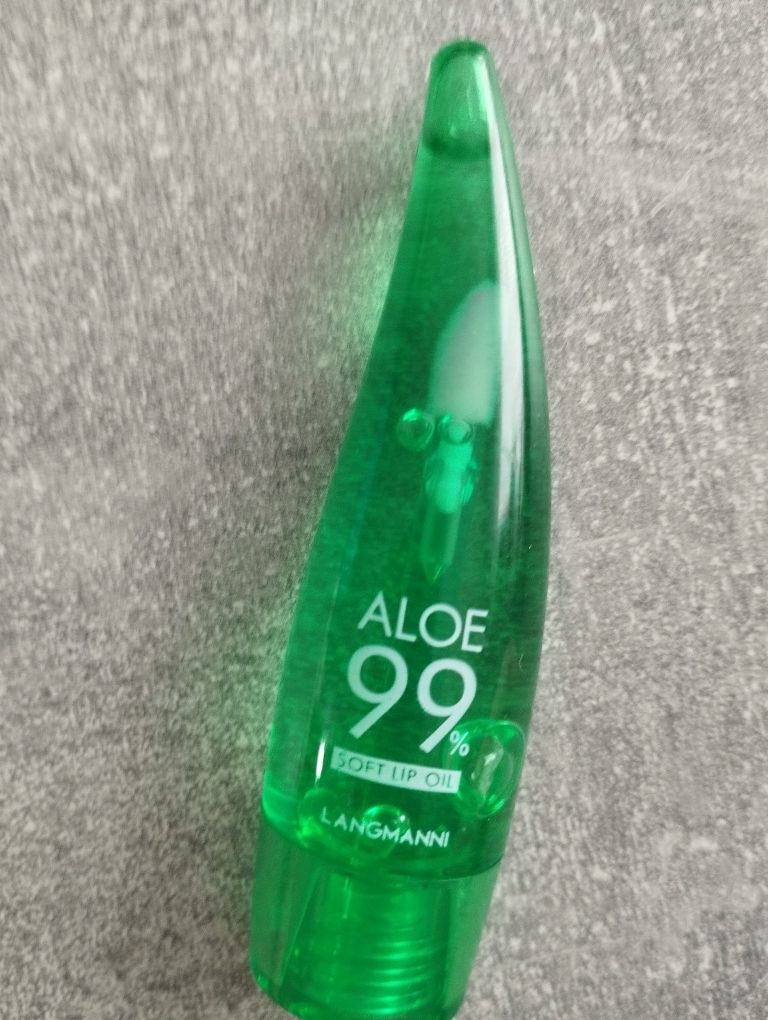 ALOE
99%
SOFT LIP OIL
LANGMANNI